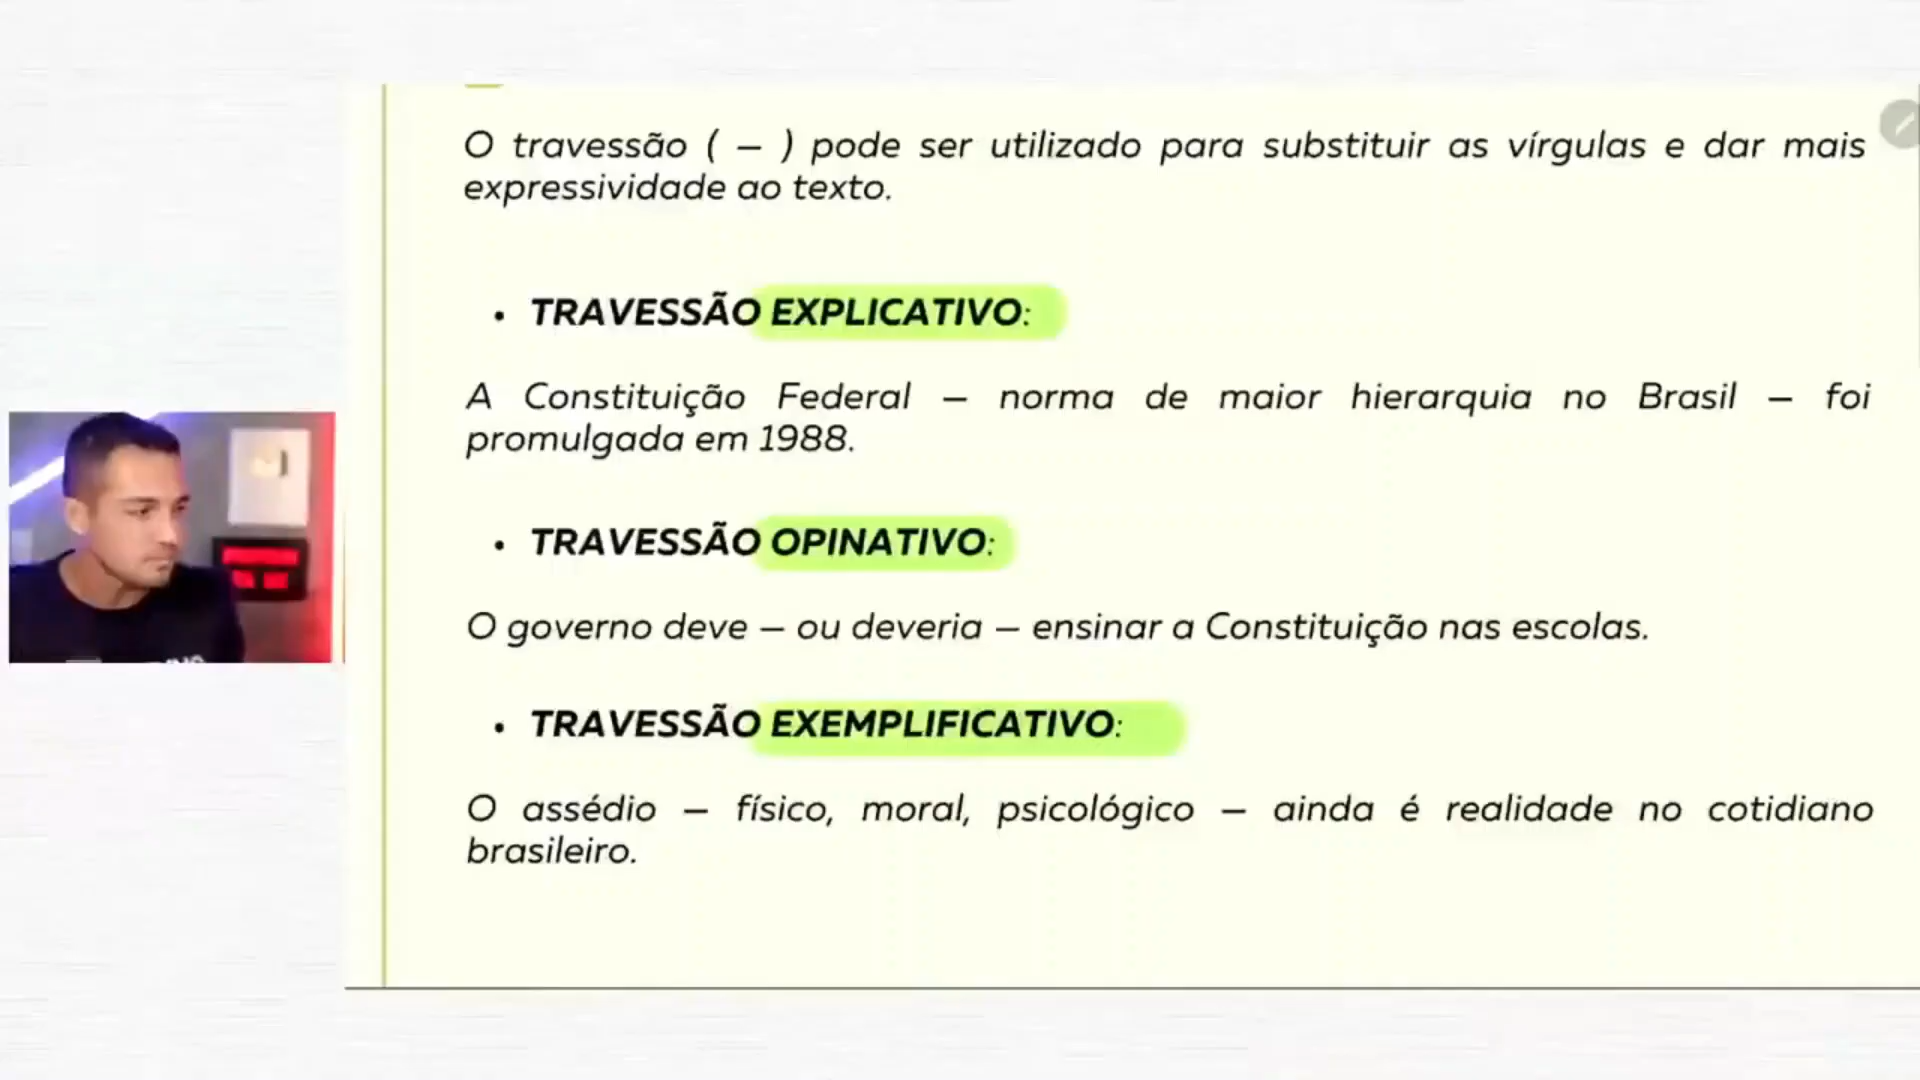 O travessão ( – ) pode ser utilizado para substituir as vírgulas e dar mais
expressividade ao texto.
• TRAVESSÃO EXPLICATIVO:
A Constituição Federal – norma de maior hierarquia no Brasil – foi
promulgada em 1988.
• TRAVESSÃO OPINATIVO:
O governo deve – ou deveria – ensinar a Constituição nas escolas.
• TRAVESSÃO EXEMPLIFICATIVO:
O assédio – físico, moral, psicológico – ainda é realidade no cotidiano
brasileiro.